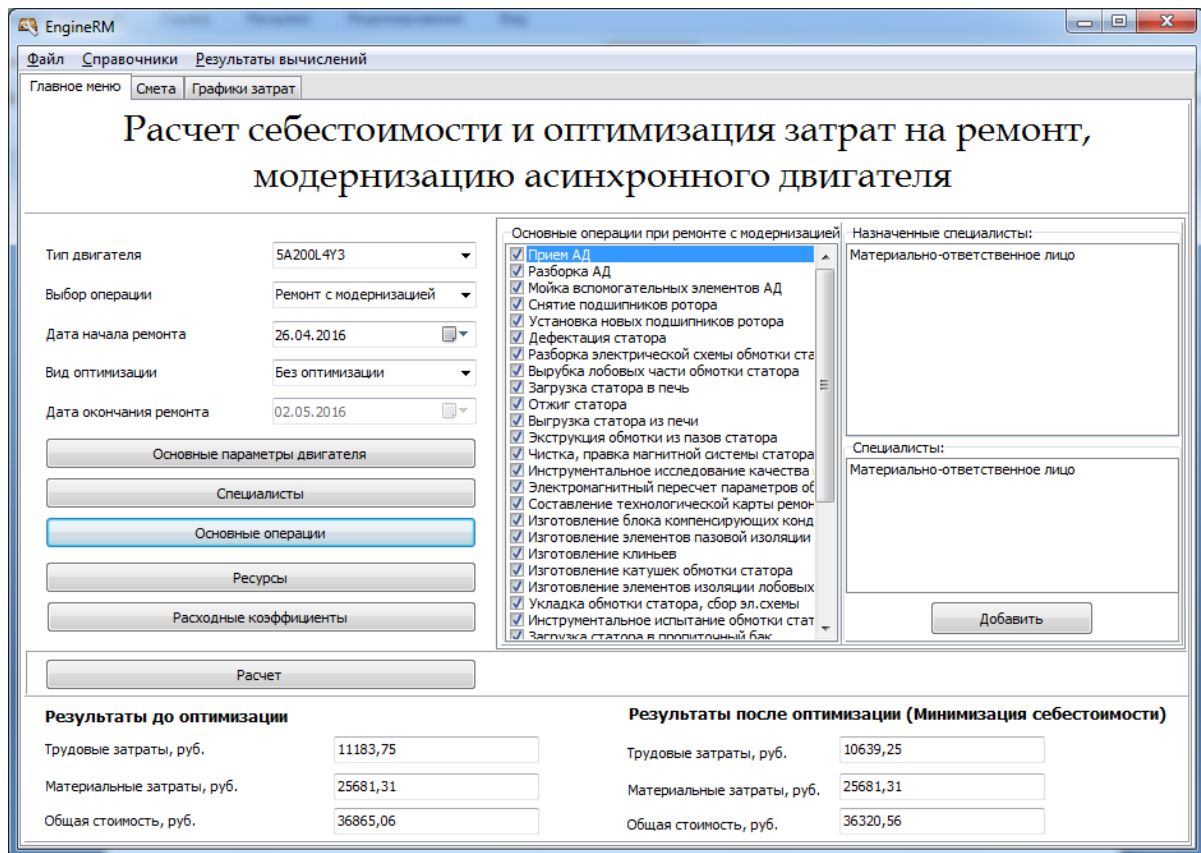 EngineRM
Файл Справочники Результаты вычислений
Главное меню Смета Графики затрат
Расчет себестоимости и оптимизация затрат на ремонт,
модернизацию асинхронного двигателя
Тип двигателя 5A200L4У3
Выбор операции Ремонт с модернизацией
Дата начала ремонта 26.04.2016
Вид оптимизации Без оптимизации
Дата окончания ремонта 02.05.2016
Основные параметры двигателя
Специалисты
Основные операции
Ресурсы
Расходные коэффициенты
Основные операции при ремонте с модернизацией
Прием АД
Разборка АД
Мойка вспомогательных элементов АД
Снятие подшипников ротора
Установка новых подшипников ротора
Дефектация статора
Разборка электрической схемы обмотки ста
Вырубка лобовых части обмотки статора
Загрузка статора в печь
Отжиг статора
Выгрузка статора из печи
Экструкция обмотки из пазов статора
Чистка, правка магнитной системы статора
Инструментальное исследование качества
Электромагнитный пересчет параметров об
Составление технологической карты ремон
Изготовление блока компенсирующих конд
Изготовление элементов пазовой изоляции
Изготовление клиньев
Изготовление катушек обмотки статора
Изготовление элементов изоляции лобовых
Укладка обмотки статора, сбор эл.схемы
Инструментальное испытание обмотки стат
Загрузка статора в пропиточный бак
Назначенные специалисты:
Материально-ответственное лицо
Специалисты:
Материально-ответственное лицо
Добавить
Расчет
Результаты до оптимизации
Трудовые затраты, руб. 11183,75
Материальные затраты, руб. 25681,31
Общая стоимость, руб. 36865,06
Результаты после оптимизации (Минимизация себестоимости)
Трудовые затраты, руб. 10639,25
Материальные затраты, руб. 25681,31
Общая стоимость, руб. 36320,56